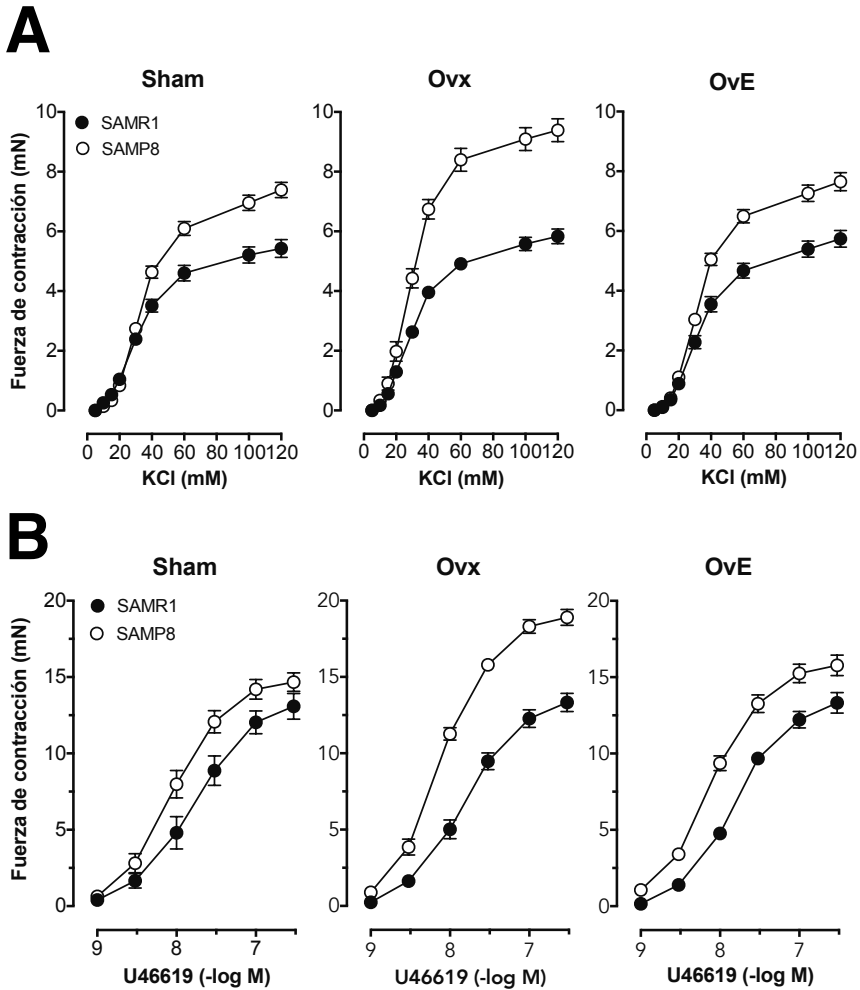 A
Sham
Ovx
OvE
Fuerza de contracción (mN)
10
8
6
4
2
0
SAMR1
SAMP8
0 20 40 60 80 100120
KCl (mM)
10
8
6
4
2
0
0 20 40 60 80 100120
KCl (mM)
10
8
6
4
2
0
0 20 40 60 80 100120
KCl (mM)
B
Sham
Ovx
OvE
Fuerza de contracción (mN)
20
15
10
5
0
SAMR1
SAMP8
9 8 7
U46619 (-log M)
20
15
10
5
0
9 8 7
U46619 (-log M)
20
15
10
5
0
9 8 7
U46619 (-log M)